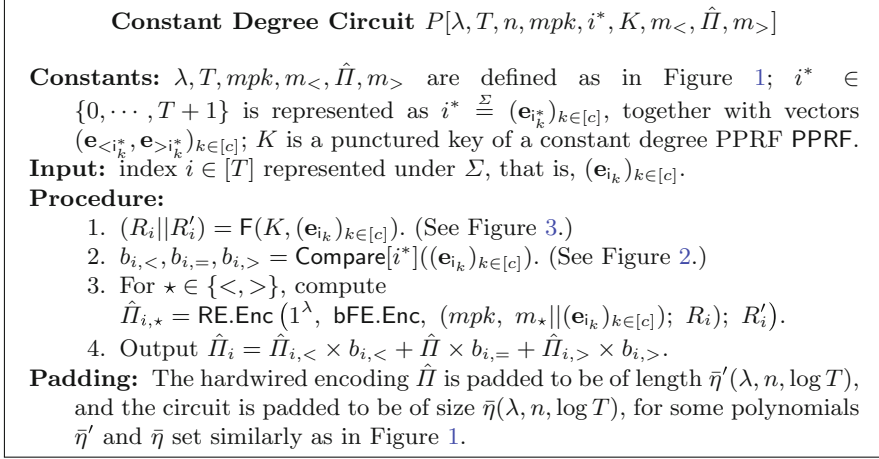 Constant Degree Circuit P[λ, T, n, mpk, i*, K, m_<, Π̂, m_>]
Constants: λ, T, mpk, m_<, Π̂, m_> are defined as in Figure 1; i* ∈
{0, ··· , T + 1} is represented as i* ≝^Σ (e_{i*_k})_{k∈[c]}, together with vectors
(e_{<i*_k}, e_{>i*_k})_{k∈[c]}; K is a punctured key of a constant degree PPRF PPRF.
Input: index i ∈ [T] represented under Σ, that is, (e_{i_k})_{k∈[c]}.
Procedure:
1. (R_i||R'_i) = F(K, (e_{i_k})_{k∈[c]}). (See Figure 3.)
2. b_{i,<}, b_{i,=}, b_{i,>} = Compare[i*]((e_{i_k})_{k∈[c]}). (See Figure 2.)
3. For ⋆ ∈ {<, >}, compute
Π̂_{i,⋆} = RE.Enc (1^λ, bFE.Enc, (mpk, m_⋆||(e_{i_k})_{k∈[c]}; R_i); R'_i).
4. Output Π̂_i = Π̂_{i,<} × b_{i,<} + Π̂ × b_{i,=} + Π̂_{i,>} × b_{i,>}.
Padding: The hardwired encoding Π̂ is padded to be of length η̄'(λ, n, log T),
and the circuit is padded to be of size η̄(λ, n, log T), for some polynomials
η̄' and η̄ set similarly as in Figure 1.